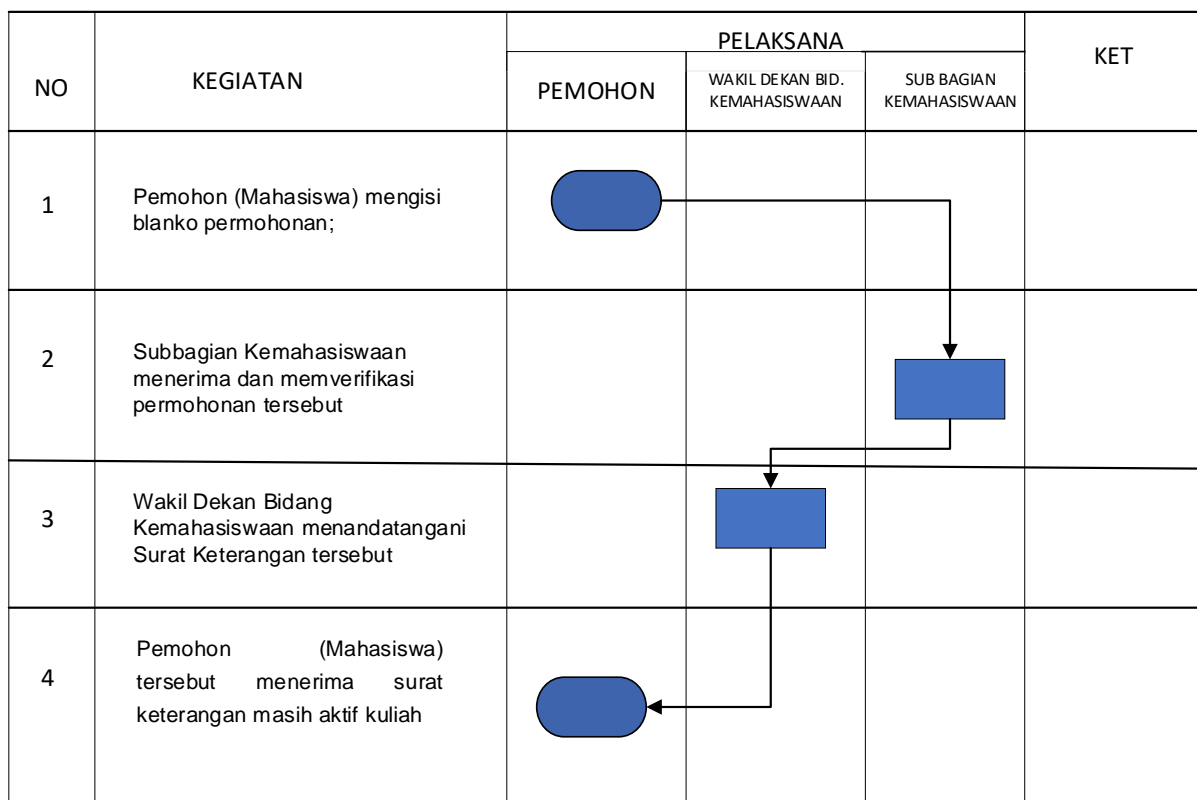 NO
KEGIATAN
PELAKSANA
KET
PEMOHON
WAKIL DEKAN BID.
KEMAHASISWAAN
SUB BAGIAN
KEMAHASISWAAN
1
Pemohon (Mahasiswa) mengisi
blanko permohonan;
2
Subbagian Kemahasiswaan
menerima dan memverifikasi
permohonan tersebut
3
Wakil Dekan Bidang
Kemahasiswaan menandatangani
Surat Keterangan tersebut
4
Pemohon (Mahasiswa)
tersebut menerima surat
keterangan masih aktif kuliah